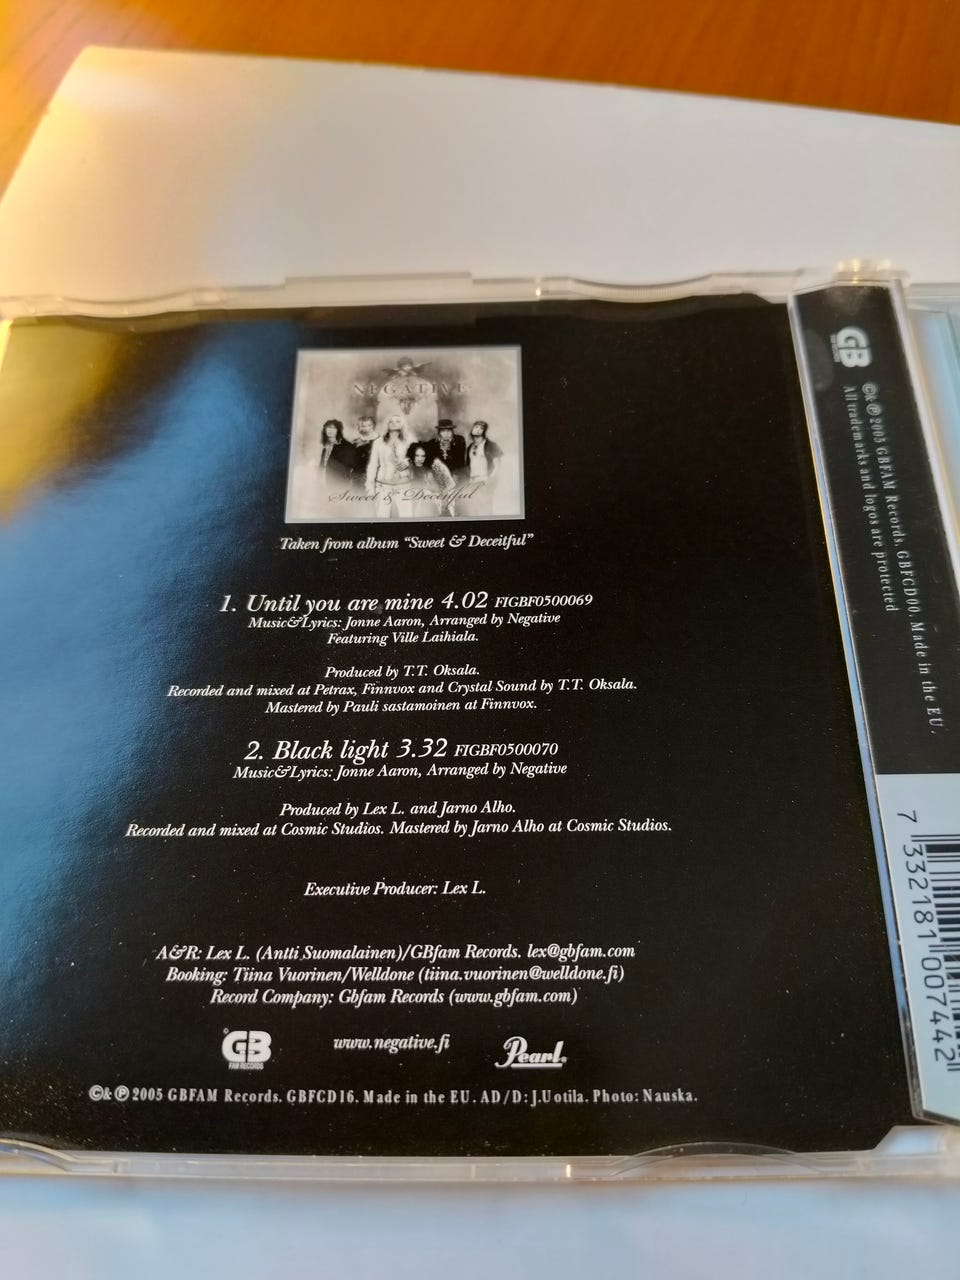 NEGATIVE
Sweet & Deceitful
Taken from album "Sweet & Deceitful"
1. Until you are mine 4.02 FIGBF0500069
Music&Lyrics: Jonne Aaron, Arranged by Negative
Featuring Ville Laihiala.
Produced by T.T. Oksala.
Recorded and mixed at Petrax, Finnvox and Crystal Sound by T.T. Oksala.
Mastered by Pauli sastamoinen at Finnvox.
2. Black light 3.32 FIGBF0500070
Music&Lyrics: Jonne Aaron, Arranged by Negative
Produced by Lex L. and Jarno Alho.
Recorded and mixed at Cosmic Studios. Mastered by Jarno Alho at Cosmic Studios.
Executive Producer: Lex L.
A&R: Lex L. (Antti Suomalainen)/GBfam Records. lex@gbfam.com
Booking: Tiina Vuorinen/Welldone (tiina.vuorinen@welldone.fi)
Record Company: Gbfam Records (www.gbfam.com)
GB
FAM RECORDS
www.negative.fi
Pearl.
©&℗2005 GBFAM Records. GBFCD16. Made in the EU. AD/D: J.Uotila. Photo: Nauska.
GB
FAM RECORDS
©&℗2005 GBFAM Records. GBFCD00. Made in the EU.
All trademarks and logos are protected
7 332181 007442